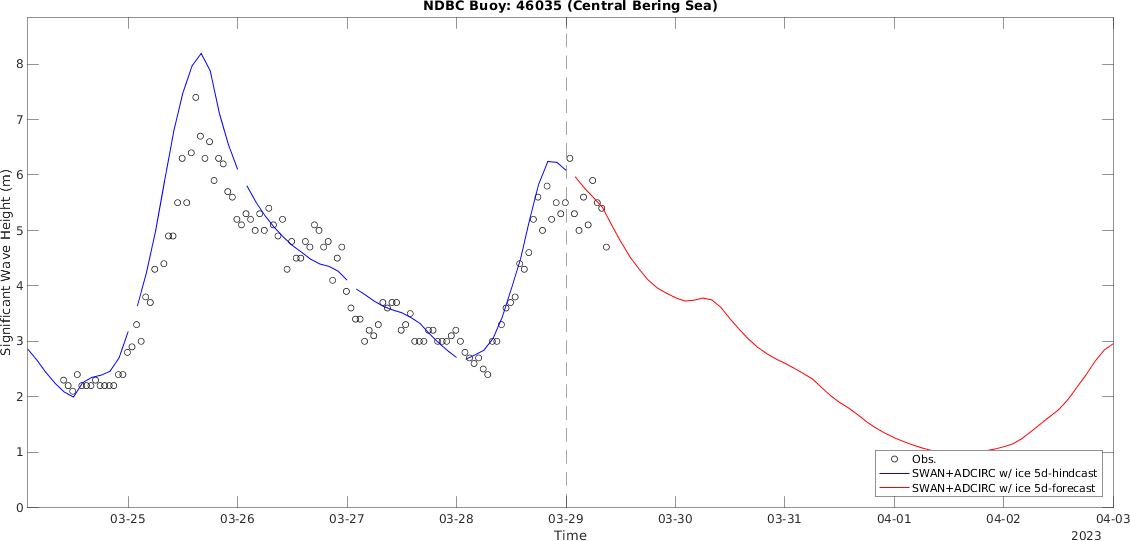 NDBC Buoy: 46035 (Central Bering Sea)
Significant Wave Height (m)
8
7
6
5
4
3
2
1
0
Obs.
SWAN+ADCIRC w/ ice 5d-hindcast
SWAN+ADCIRC w/ ice 5d-forecast
03-25 03-26 03-27 03-28 03-29 03-30 03-31 04-01 04-02 04-03
Time 2023